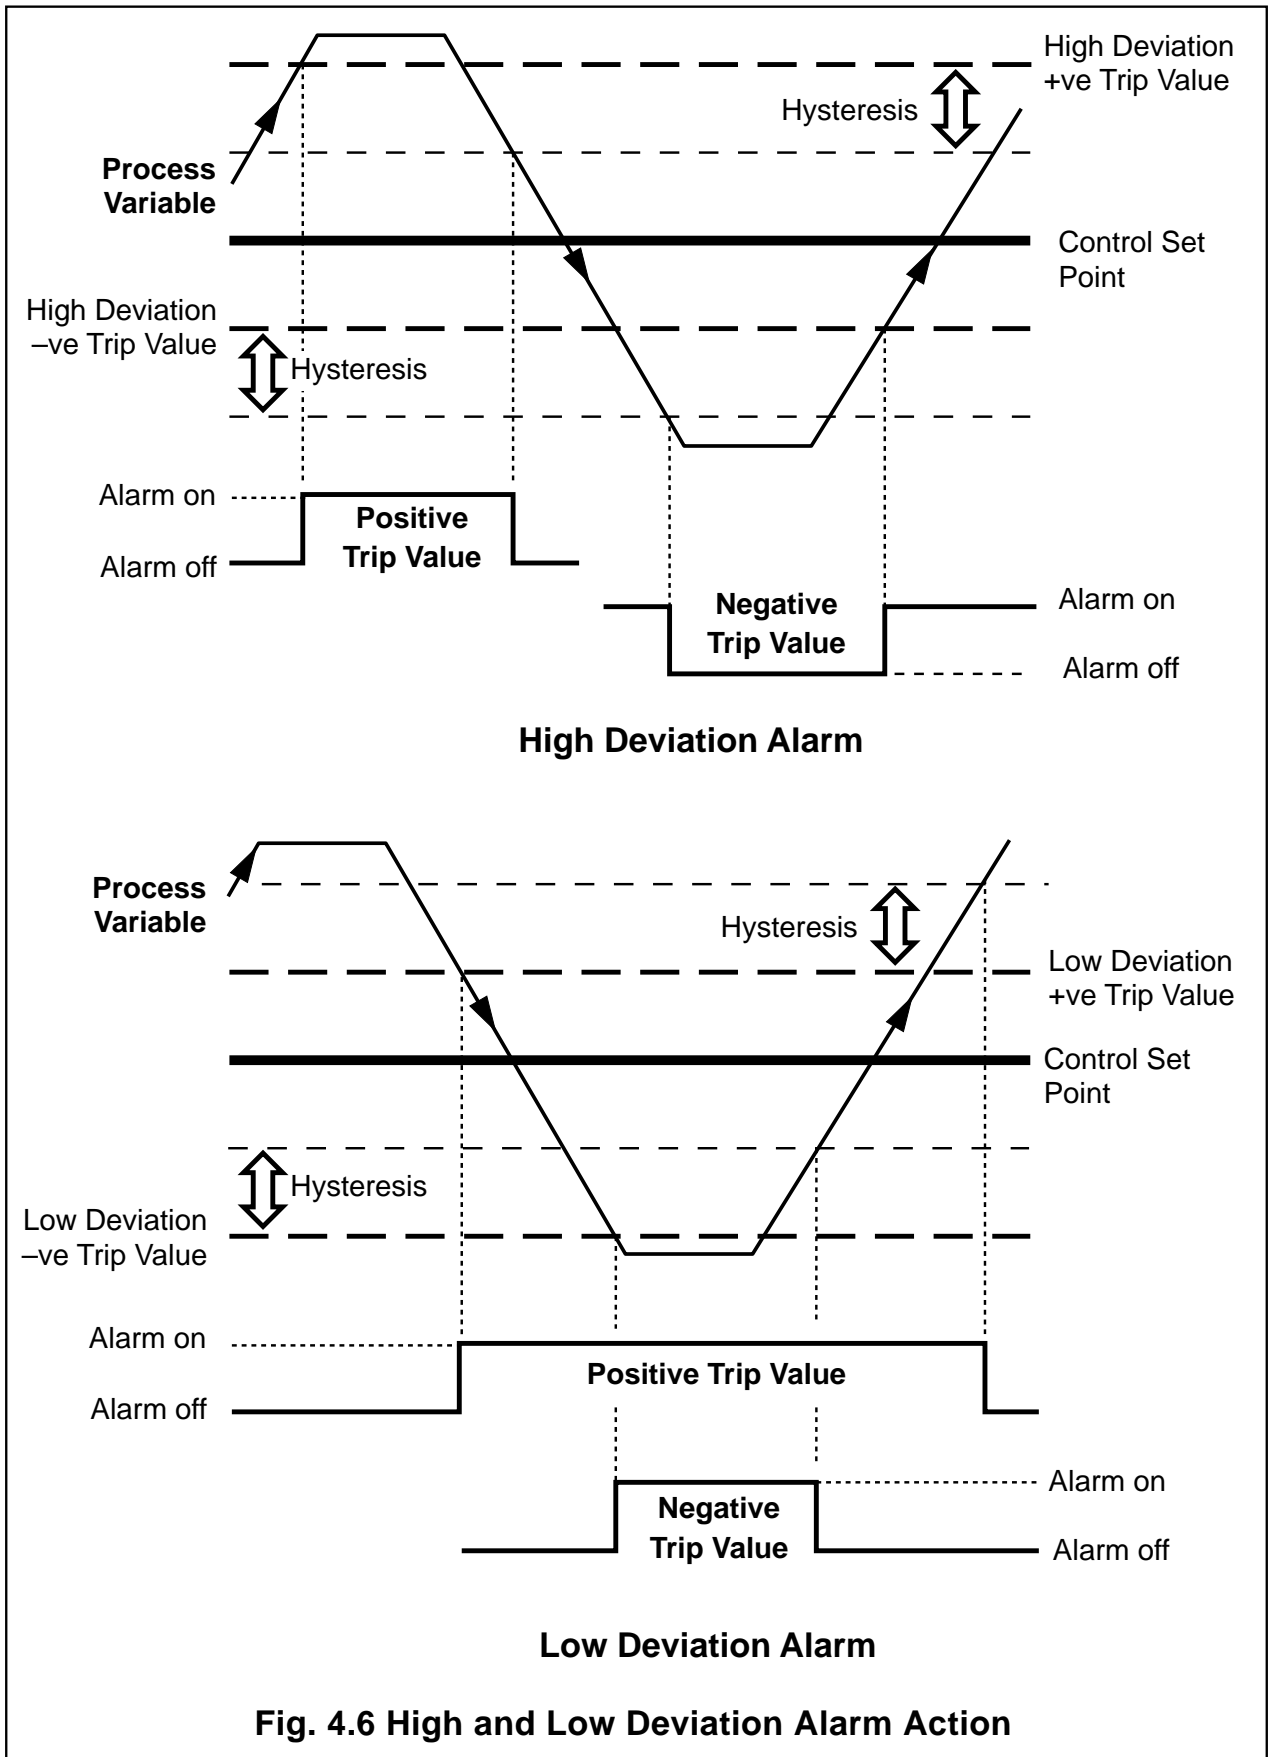 High Deviation
+ve Trip Value
Hysteresis
Process
Variable
Control Set
Point
High Deviation
–ve Trip Value
Hysteresis
Alarm on
Positive
Trip Value
Alarm off
Negative
Trip Value
Alarm on
Alarm off
High Deviation Alarm
Process
Variable
Hysteresis
Low Deviation
+ve Trip Value
Control Set
Point
Hysteresis
Low Deviation
–ve Trip Value
Alarm on
Positive Trip Value
Alarm off
Negative
Trip Value
Alarm on
Alarm off
Low Deviation Alarm
Fig. 4.6 High and Low Deviation Alarm Action